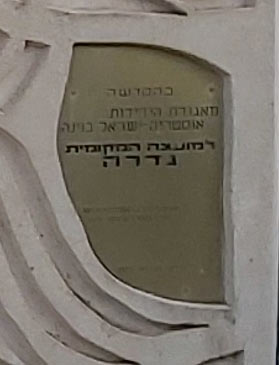 בהקדשה
מאגודת הידידות
אוסטריה-ישראל בוינה
למועצה המקומית
גדרה